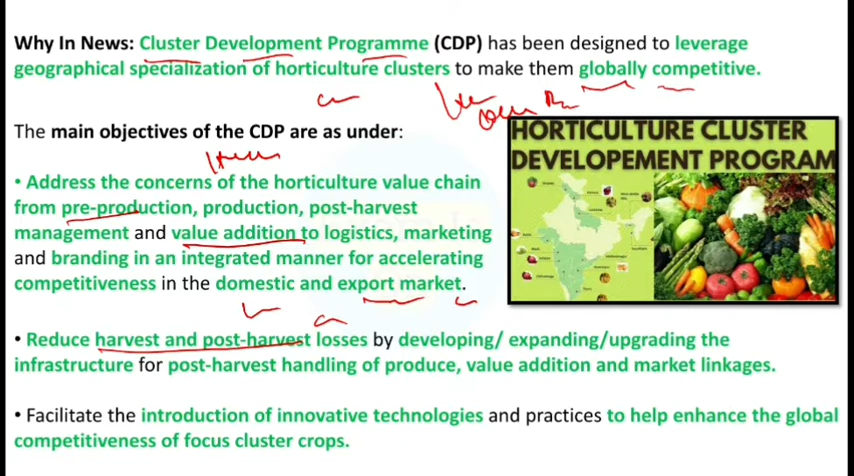 Why In News: Cluster Development Programme (CDP) has been designed to leverage
geographical specialization of horticulture clusters to make them globally competitive.
The main objectives of the CDP are as under:
• Address the concerns of the horticulture value chain
from pre-production, production, post-harvest
management and value addition to logistics, marketing
and branding in an integrated manner for accelerating
competitiveness in the domestic and export market.
HORTICULTURE CLUSTER
DEVELOPEMENT PROGRAM
• Reduce harvest and post-harvest losses by developing/ expanding/upgrading the
infrastructure for post-harvest handling of produce, value addition and market linkages.
• Facilitate the introduction of innovative technologies and practices to help enhance the global
competitiveness of focus cluster crops.